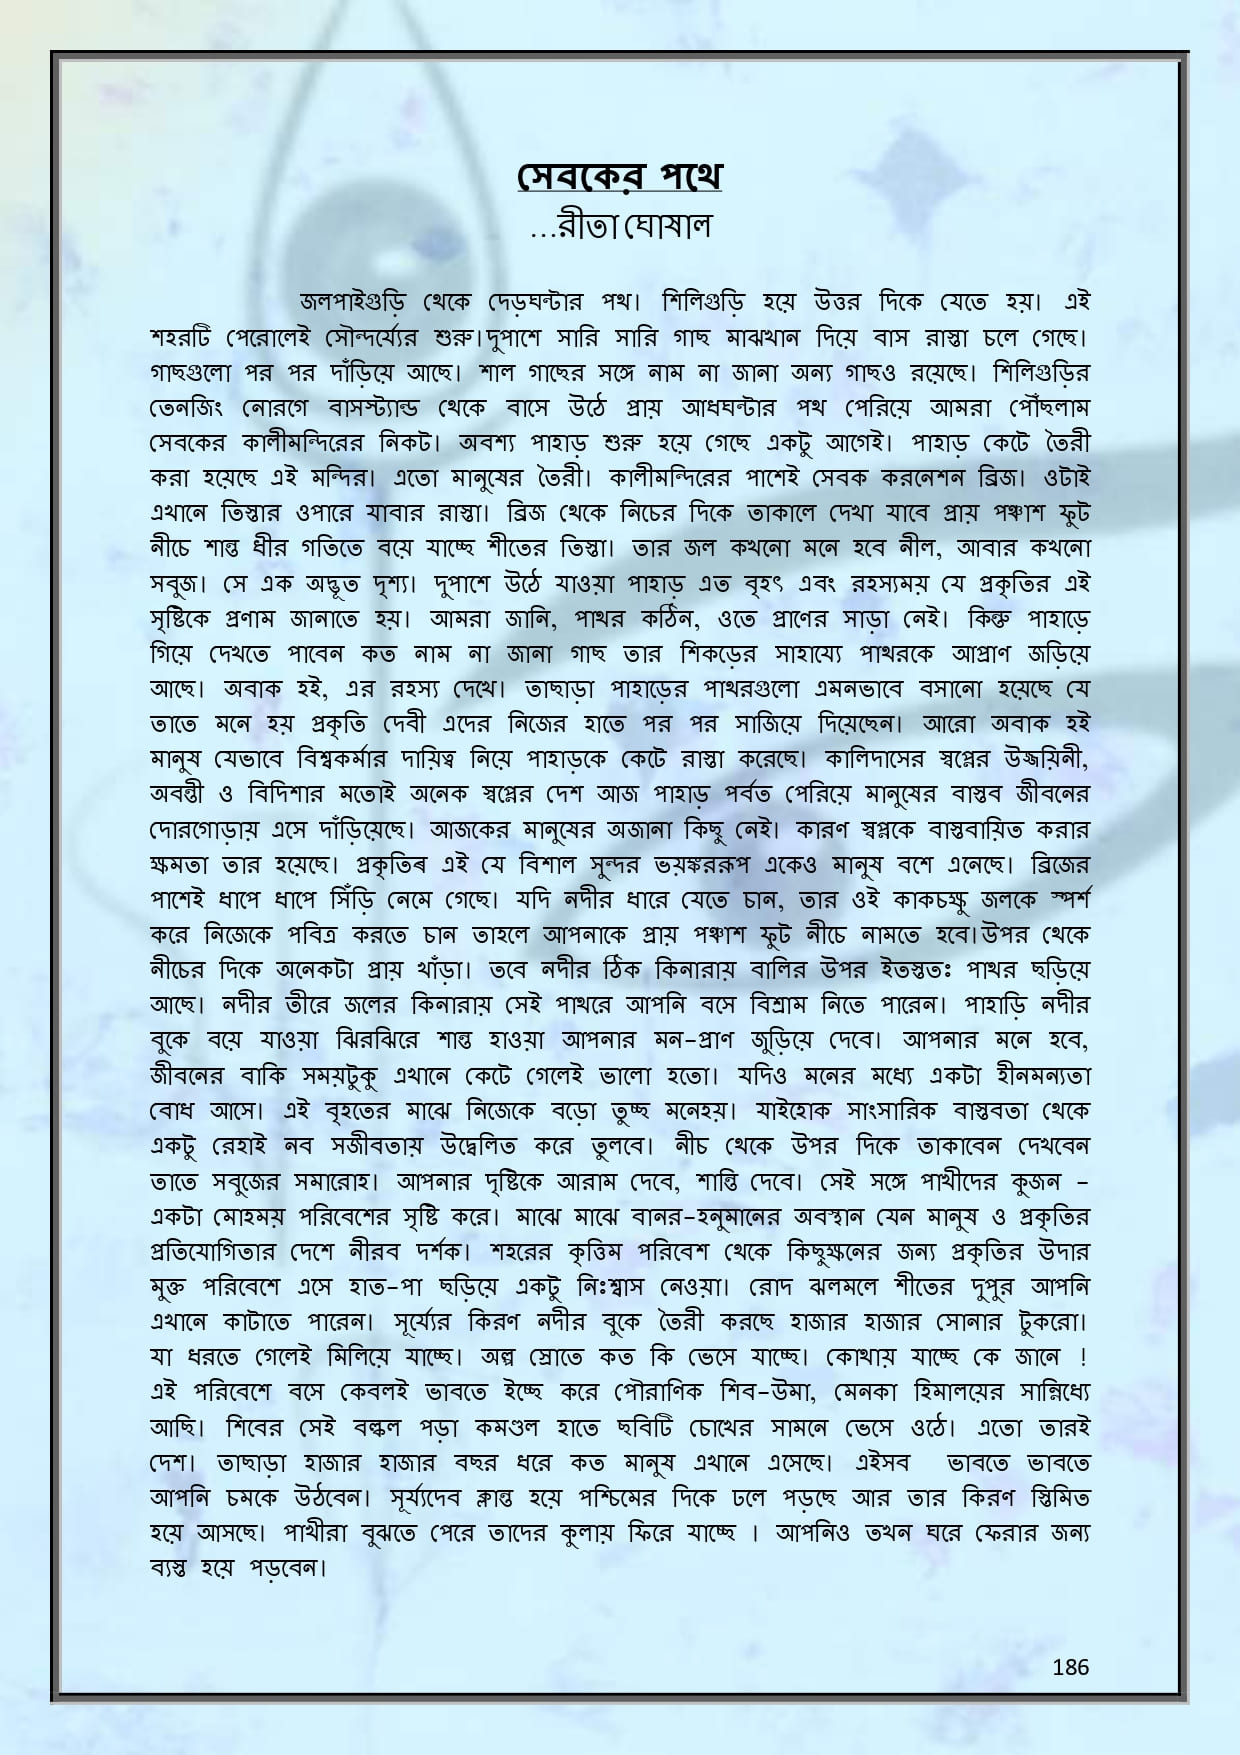 সেবকের পথে
...রীতা ঘোষাল
জলপাইগুড়ি থেকে দেড়ঘন্টার পথ। শিলিগুড়ি হয়ে উত্তর দিকে যেতে হয়। এই
শহরটি পেরোলেই সৌন্দর্য্যের শুরু।দুপাশে সারি সারি গাছ মাঝখান দিয়ে বাস রাস্তা চলে গেছে।
গাছগুলো পর পর দাঁড়িয়ে আছে। শাল গাছের সঙ্গে নাম না জানা অন্য গাছও রয়েছে। শিলিগুড়ির
তেনজিং নোরগে বাসস্ট্যান্ড থেকে বাসে উঠে প্রায় আধঘন্টার পথ পেরিয়ে আমরা পৌঁছলাম
সেবকের কালীমন্দিরের নিকট। অবশ্য পাহাড় শুরু হয়ে গেছে একটু আগেই। পাহাড় কেটে তৈরী
করা হয়েছে এই মন্দির। এতো মানুষের তৈরী। কালীমন্দিরের পাশেই সেবক করনেশন ব্রিজ। ওটাই
এখানে তিস্তার ওপারে যাবার রাস্তা। ব্রিজ থেকে নিচের দিকে তাকালে দেখা যাবে প্রায় পঞ্চাশ ফুট
নীচে শান্ত ধীর গতিতে বয়ে যাচ্ছে শীতের তিস্তা। তার জল কখনো মনে হবে নীল, আবার কখনো
সবুজ। সে এক অদ্ভূত দৃশ্য। দুপাশে উঠে যাওয়া পাহাড় এত বৃহৎ এবং রহস্যময় যে প্রকৃতির এই
সৃষ্টিকে প্রণাম জানাতে হয়। আমরা জানি, পাথর কঠিন, ওতে প্রাণের সাড়া নেই। কিন্তু পাহাড়ে
গিয়ে দেখতে পাবেন কত নাম না জানা গাছ তার শিকড়ের সাহায্যে পাথরকে আপ্রাণ জড়িয়ে
আছে। অবাক হই, এর রহস্য দেখে। তাছাড়া পাহাড়ের পাথরগুলো এমনভাবে বসানো হয়েছে যে
তাতে মনে হয় প্রকৃতি দেবী এদের নিজের হাতে পর পর সাজিয়ে দিয়েছেন। আরো অবাক হই
মানুষ যেভাবে বিশ্বকর্মার দায়িত্ব নিয়ে পাহাড়কে কেটে রাস্তা করেছে। কালিদাসের স্বপ্নের উজ্জয়িনী,
অবন্তী ও বিদিশার মতোই অনেক স্বপ্নের দেশ আজ পাহাড় পর্বত পেরিয়ে মানুষের বাস্তব জীবনের
দোরগোড়ায় এসে দাঁড়িয়েছে। আজকের মানুষের অজানা কিছু নেই। কারণ স্বপ্নকে বাস্তবায়িত করার
ক্ষমতা তার হয়েছে। প্রকৃতিৰ এই যে বিশাল সুন্দর ভয়ঙ্কররূপ একেও মানুষ বশে এনেছে। ব্রিজের
পাশেই ধাপে ধাপে সিঁড়ি নেমে গেছে। যদি নদীর ধারে যেতে চান, তার ওই কাকচক্ষু জলকে স্পর্শ
করে নিজেকে পবিত্র করতে চান তাহলে আপনাকে প্রায় পঞ্চাশ ফুট নীচে নামতে হবে।উপর থেকে
নীচের দিকে অনেকটা প্রায় খাঁড়া। তবে নদীর ঠিক কিনারায় বালির উপর ইতস্ততঃ পাথর ছড়িয়ে
আছে। নদীর তীরে জলের কিনারায় সেই পাথরে আপনি বসে বিশ্রাম নিতে পারেন। পাহাড়ি নদীর
বুকে বয়ে যাওয়া ঝিরঝিরে শান্ত হাওয়া আপনার মন-প্রাণ জুড়িয়ে দেবে। আপনার মনে হবে,
জীবনের বাকি সময়টুকু এখানে কেটে গেলেই ভালো হতো। যদিও মনের মধ্যে একটা হীনমন্যতা
বোধ আসে। এই বৃহতের মাঝে নিজেকে বড়ো তুচ্ছ মনেহয়। যাইহোক সাংসারিক বাস্তবতা থেকে
একটু রেহাই নব সজীবতায় উদ্বেলিত করে তুলবে। নীচ থেকে উপর দিকে তাকাবেন দেখবেন
তাতে সবুজের সমারোহ। আপনার দৃষ্টিকে আরাম দেবে, শান্তি দেবে। সেই সঙ্গে পাখীদের কুজন -
একটা মোহময় পরিবেশের সৃষ্টি করে। মাঝে মাঝে বানর-হনুমানের অবস্থান যেন মানুষ ও প্রকৃতির
প্রতিযোগিতার দেশে নীরব দর্শক। শহরের কৃত্তিম পরিবেশ থেকে কিছুক্ষনের জন্য প্রকৃতির উদার
মুক্ত পরিবেশে এসে হাত-পা ছড়িয়ে একটু নিঃশ্বাস নেওয়া। রোদ ঝলমলে শীতের দুপুর আপনি
এখানে কাটাতে পারেন। সূর্য্যের কিরণ নদীর বুকে তৈরী করছে হাজার হাজার সোনার টুকরো।
যা ধরতে গেলেই মিলিয়ে যাচ্ছে। অল্প স্রোতে কত কি ভেসে যাচ্ছে। কোথায় যাচ্ছে কে জানে !
এই পরিবেশে বসে কেবলই ভাবতে ইচ্ছে করে পৌরাণিক শিব-উমা, মেনকা হিমালয়ের সান্নিধ্যে
আছি। শিবের সেই বল্কল পড়া কমণ্ডল হাতে ছবিটি চোখের সামনে ভেসে ওঠে। এতো তারই
দেশ। তাছাড়া হাজার হাজার বছর ধরে কত মানুষ এখানে এসেছে। এইসব ভাবতে ভাবতে
আপনি চমকে উঠবেন। সূর্য্যদেব ক্লান্ত হয়ে পশ্চিমের দিকে ঢলে পড়ছে আর তার কিরণ স্তিমিত
হয়ে আসছে। পাখীরা বুঝতে পেরে তাদের কুলায় ফিরে যাচ্ছে । আপনিও তখন ঘরে ফেরার জন্য
ব্যস্ত হয়ে পড়বেন।
186